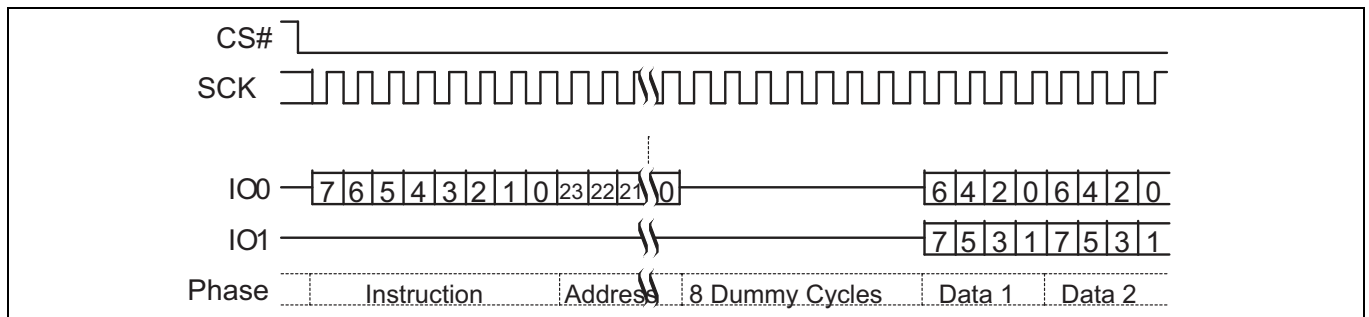 CS#
SCK
IO0 7 6 5 4 3 2 1 0 23 22 21 0 6 4 2 0 6 4 2 0
IO1 7 5 3 1 7 5 3 1
Phase Instruction Address 8 Dummy Cycles Data 1 Data 2